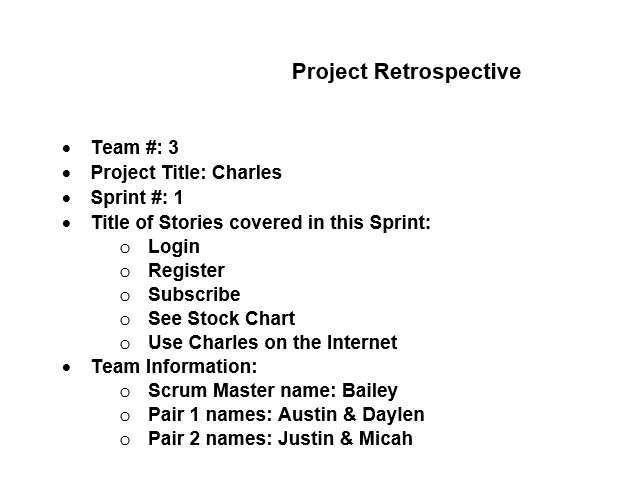 Project Retrospective
• Team #: 3
• Project Title: Charles
• Sprint #: 1
• Title of Stories covered in this Sprint:
o Login
o Register
o Subscribe
o See Stock Chart
o Use Charles on the Internet
• Team Information:
o Scrum Master name: Bailey
o Pair 1 names: Austin & Daylen
o Pair 2 names: Justin & Micah